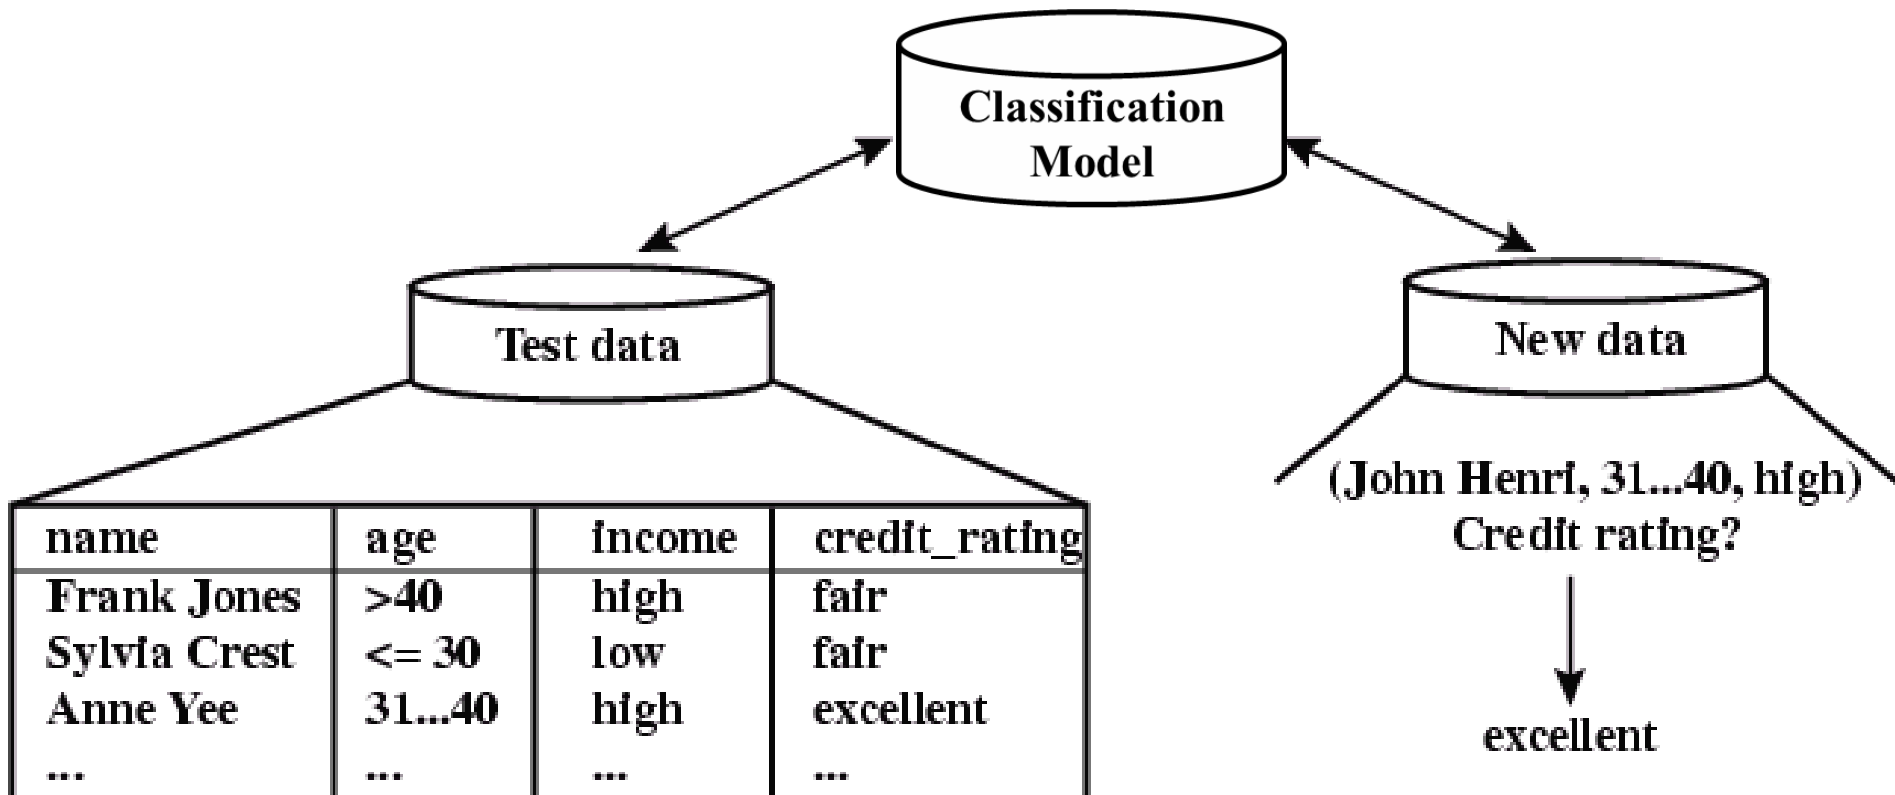 Classification
Model
Test data
New data
(John Henri, 31...40, high)
Credit rating?
name age income credit_rating
Frank Jones >40 high fair
Sylvia Crest <= 30 low fair
Anne Yee 31...40 high excellent
... ... ... ...
excellent